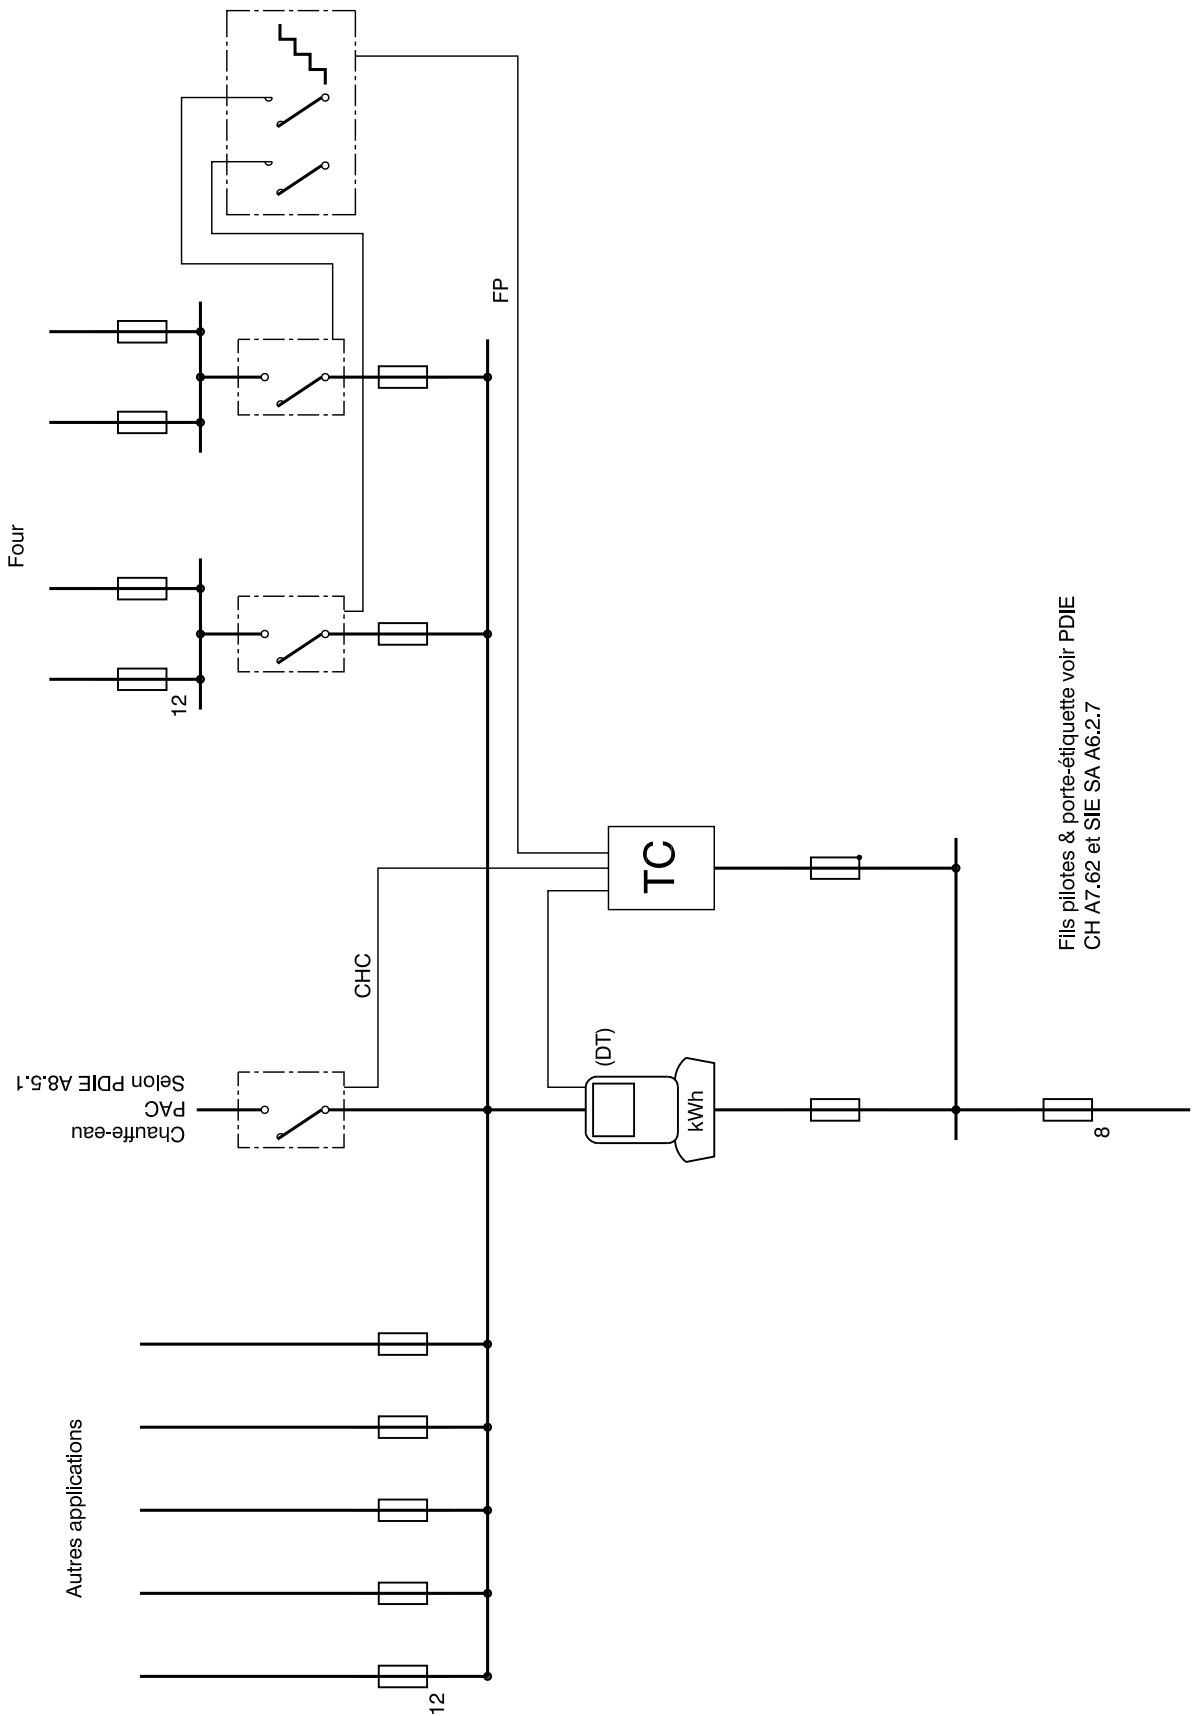 Four
12
FP
TC
CHC
Selon PDIE A8.5.1
PAC
Chauffe-eau
(DT)
kWh
8
Autres applications
12
Fils pilotes & porte-étiquette voir PDIE
CH A7.62 et SIE SA A6.2.7